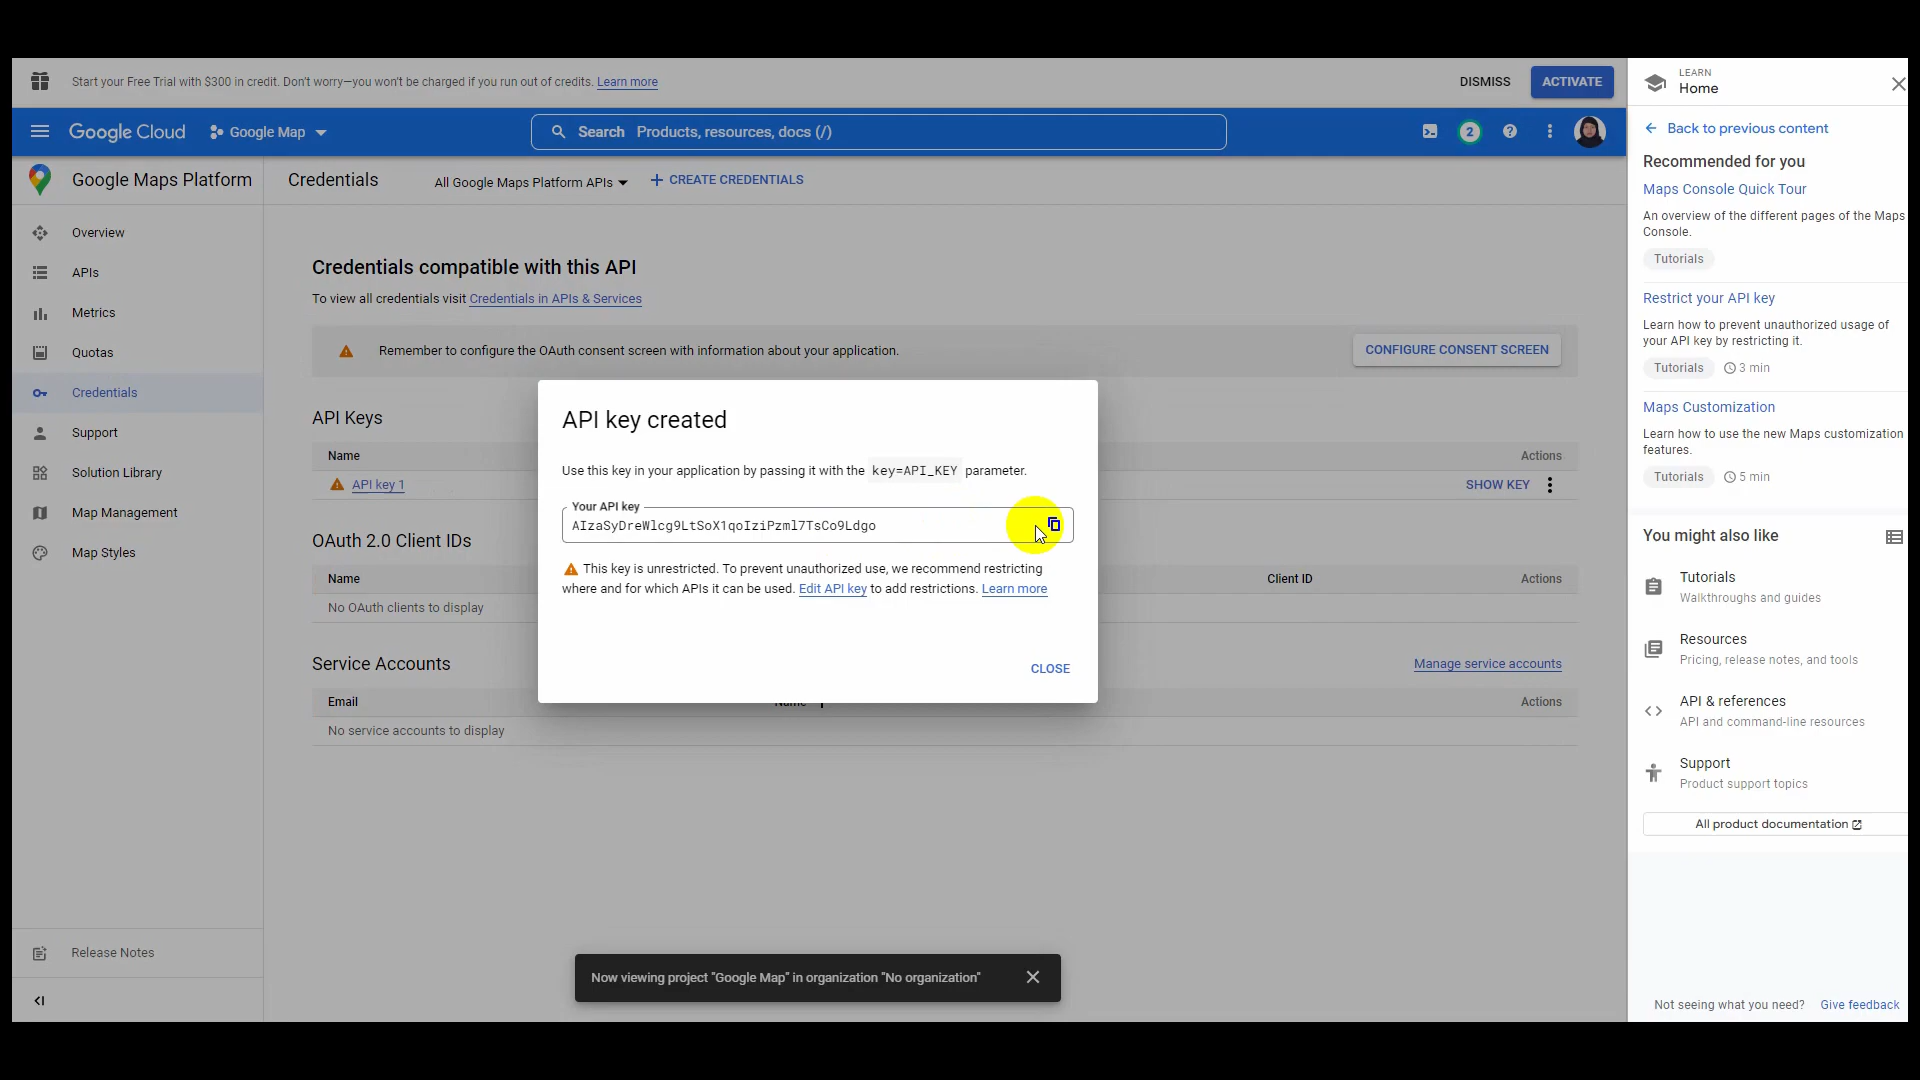 Start your Free Trial with $300 in credit. Don't worry—you won't be charged if you run out of credits. Learn more
DISMISS
ACTIVATE
Google Cloud
Google Map
Search Products, resources, docs (/)
2
Google Maps Platform
Overview
APIs
Metrics
Quotas
Credentials
Support
Solution Library
Map Management
Map Styles
Release Notes
Credentials
All Google Maps Platform APIs
CREATE CREDENTIALS
Credentials compatible with this API
To view all credentials visit Credentials in APIs & Services
Remember to configure the OAuth consent screen with information about your application.
CONFIGURE CONSENT SCREEN
API Keys
Name
Actions
API key 1
SHOW KEY
OAuth 2.0 Client IDs
Name
Client ID
Actions
No OAuth clients to display
Service Accounts
Manage service accounts
Email
Name
Actions
No service accounts to display
API key created
Use this key in your application by passing it with the key=API_KEY parameter.
Your API key
AIzaSyDreWlcg9LtSoX1qoIziPzml7TsCo9Ldgo
This key is unrestricted. To prevent unauthorized use, we recommend restricting
where and for which APIs it can be used. Edit API key to add restrictions. Learn more
CLOSE
Now viewing project "Google Map" in organization "No organization"
LEARN
Home
Back to previous content
Recommended for you
Maps Console Quick Tour
An overview of the different pages of the Maps
Console.
Tutorials
Restrict your API key
Learn how to prevent unauthorized usage of
your API key by restricting it.
Tutorials
3 min
Maps Customization
Learn how to use the new Maps customization
features.
Tutorials
5 min
You might also like
Tutorials
Walkthroughs and guides
Resources
Pricing, release notes, and tools
API & references
API and command-line resources
Support
Product support topics
All product documentation
Not seeing what you need? Give feedback